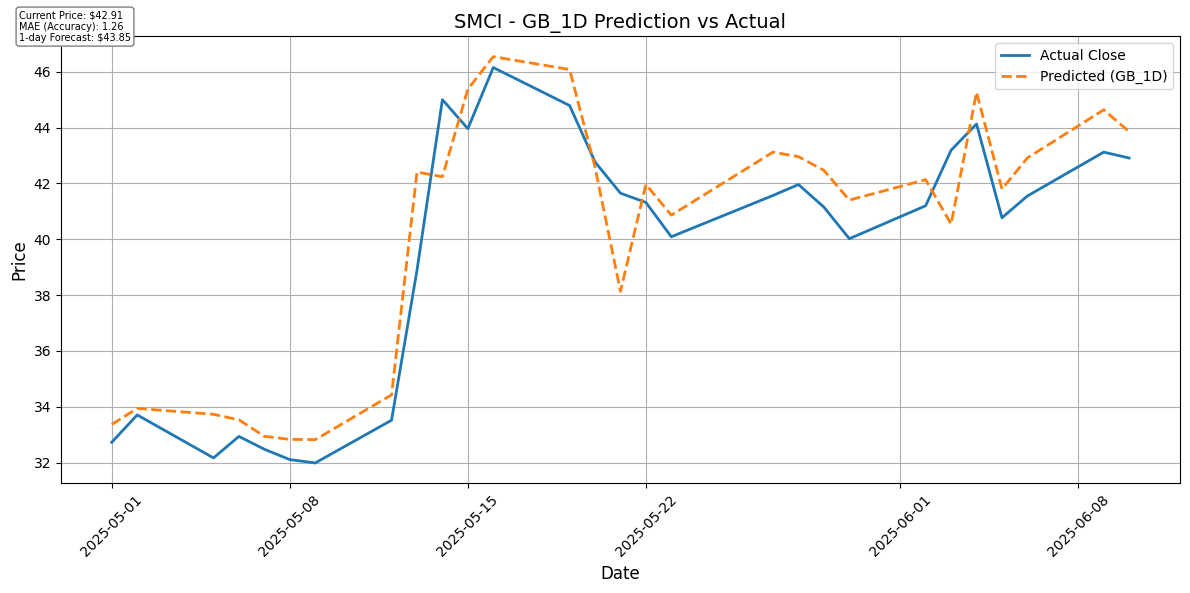 SMCI - GB_1D Prediction vs Actual
Current Price: $42.91
MAE (Accuracy): 1.26
1-day Forecast: $43.85
Actual Close
Predicted (GB_1D)
Price
46
44
42
40
38
36
34
32
2025-05-01
2025-05-08
2025-05-15
2025-05-22
2025-06-01
2025-06-08
Date